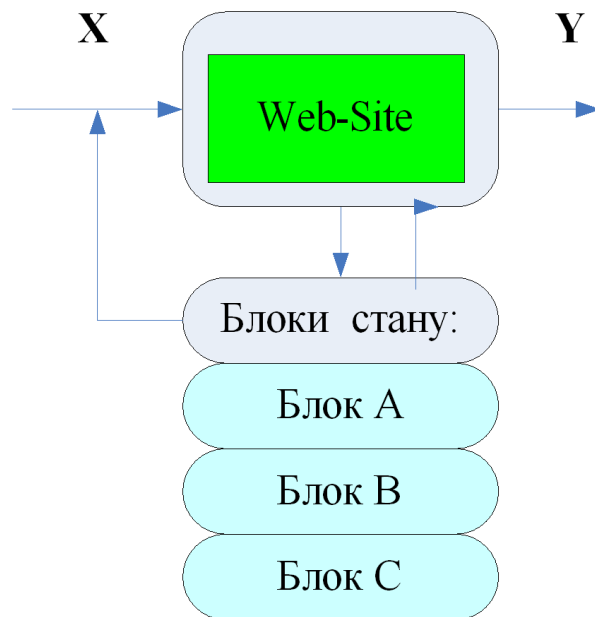 X
Y
Web-Site
Блоки стану:
Блок А
Блок В
Блок С